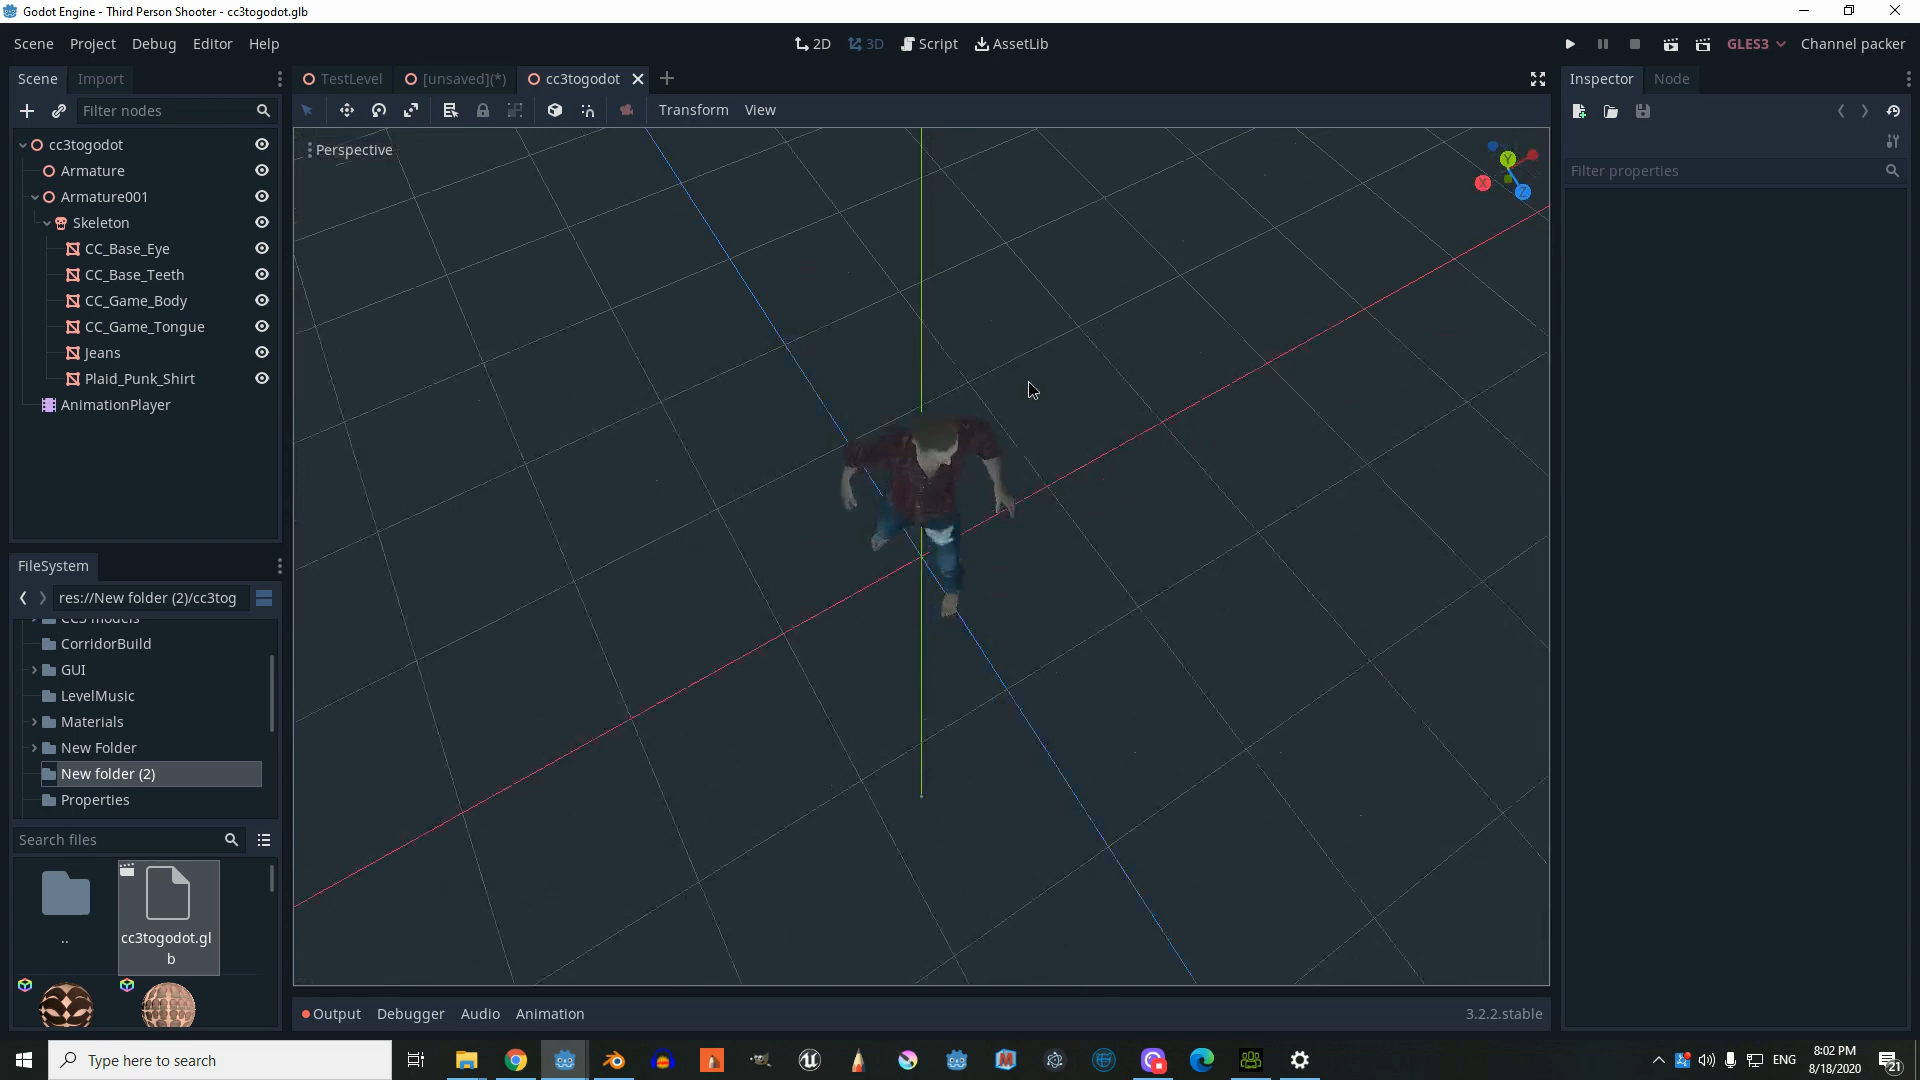 Godot Engine - Third Person Shooter - cc3togodot.glb
Scene Project Debug Editor Help
2D 3D Script AssetLib
GLES3 Channel packer
Scene Import
TestLevel [unsaved](*) cc3togodot
Inspector Node
Filter nodes
Transform View
Filter properties
cc3togodot
Armature
Armature001
Skeleton
CC_Base_Eye
CC_Base_Teeth
CC_Game_Body
CC_Game_Tongue
Jeans
Plaid_Punk_Shirt
AnimationPlayer
Perspective
Y
X
Z
FileSystem
res://New folder (2)/cc3tog
CC3 models
CorridorBuild
GUI
LevelMusic
Materials
New Folder
New folder (2)
Properties
Search files
..
cc3togodot.gl
b
Output Debugger Audio Animation
3.2.2.stable
Type here to search
ENG
8:02 PM
8/18/2020
21